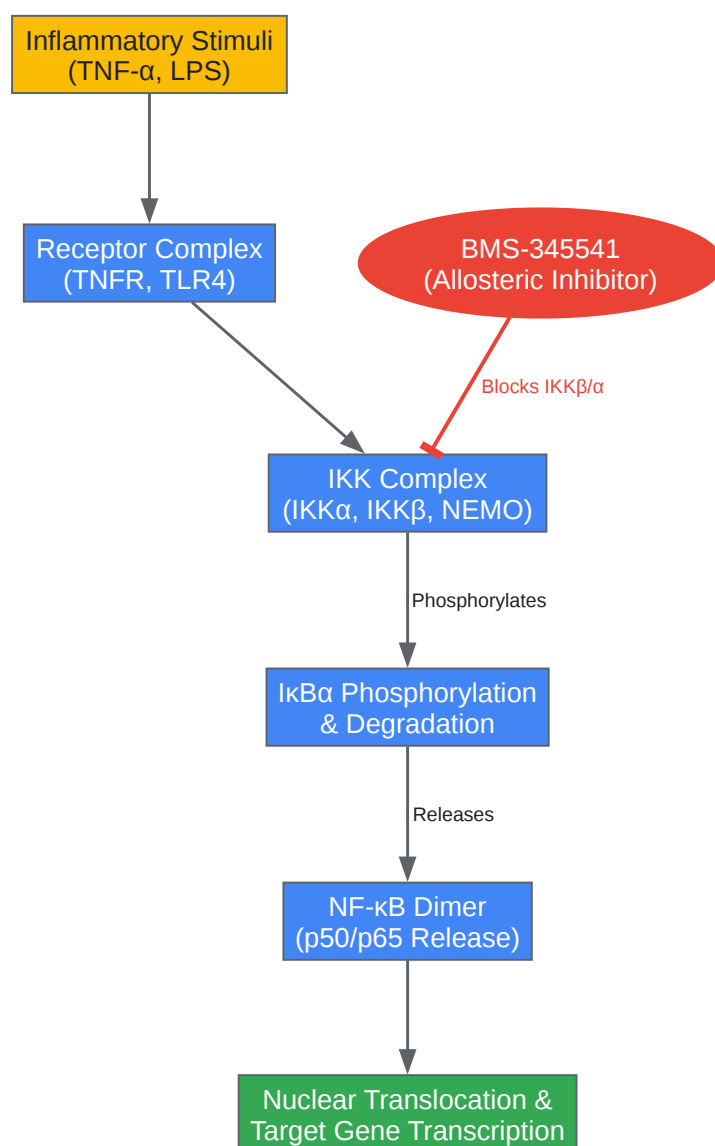 Inflammatory Stimuli
(TNF-α, LPS)
Receptor Complex
(TNFR, TLR4)
BMS-345541
(Allosteric Inhibitor)
Blocks IKKβ/α
IKK Complex
(IKKα, IKKβ, NEMO)
Phosphorylates
IκBα Phosphorylation
& Degradation
Releases
NF-κB Dimer
(p50/p65 Release)
Nuclear Translocation &
Target Gene Transcription